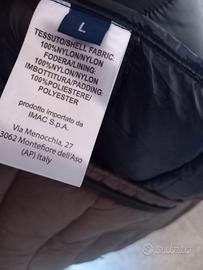 L
TESSUTO/SHELL FABRIC:
100%NYLON/NYLON
FODERA/LINING:
100%NYLON/NYLON
IMBOTTITURA/PADDING:
100%POLIESTERE/
POLYESTER
prodotto importato da
IMAC S.p.A.
Via Menocchia, 27
63062 Montefiore dell'Aso
(AP) Italy
subito